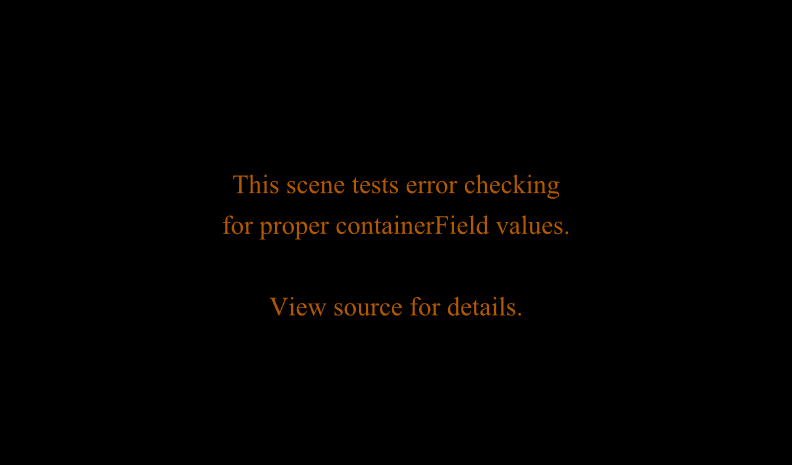 This scene tests error checking
for proper containerField values.
View source for details.